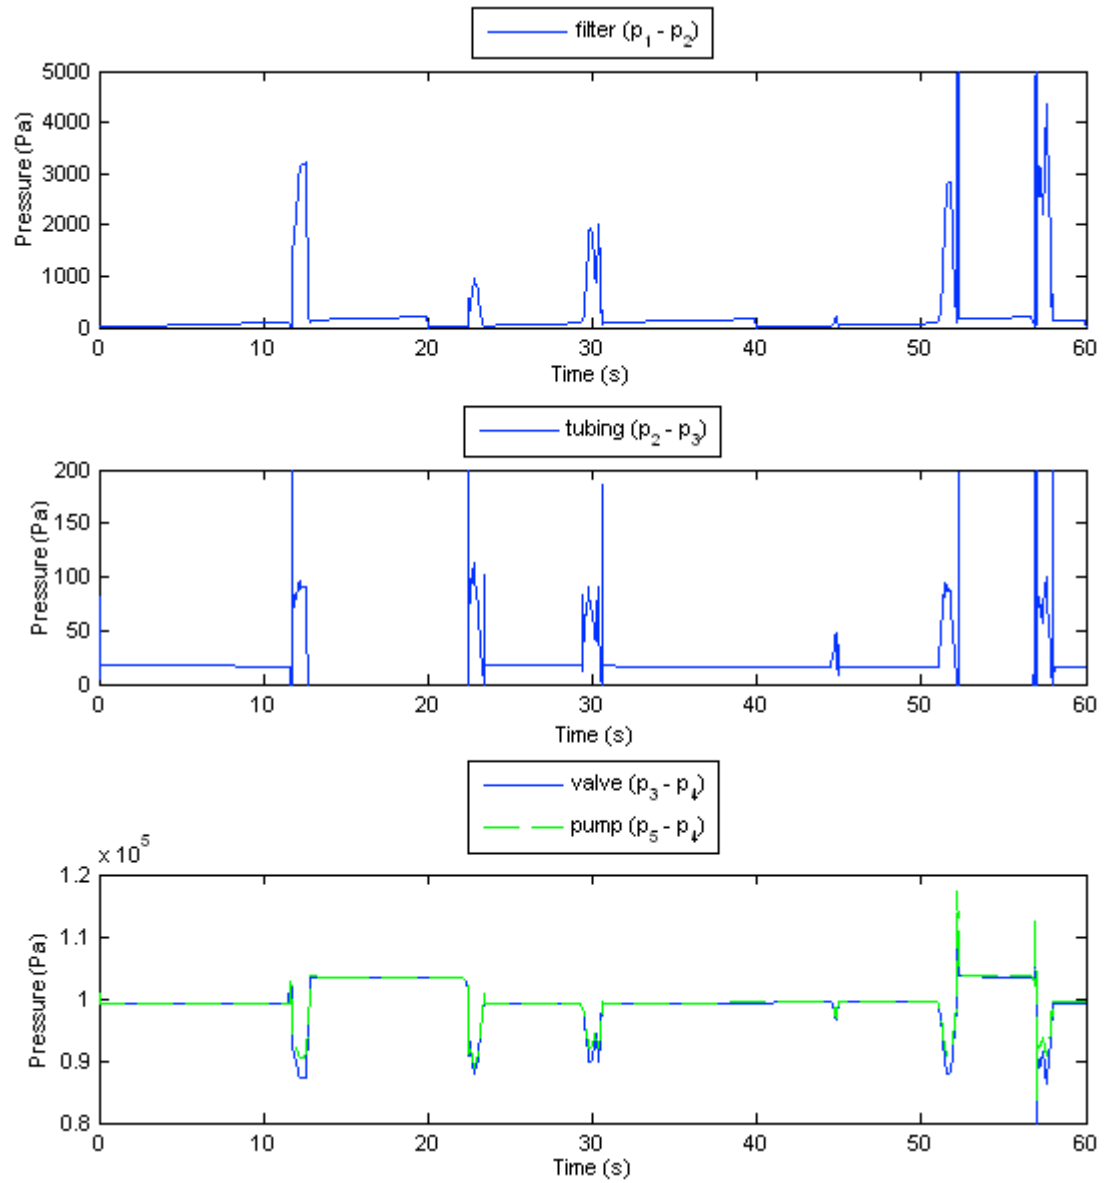 filter (p₁ - p₂)
5000
4000
3000
2000
1000
0
Pressure (Pa)
0 10 20 30 40 50 60
Time (s)
tubing (p₂ - p₃)
200
150
100
50
0
Pressure (Pa)
0 10 20 30 40 50 60
Time (s)
valve (p₃ - p₄)
pump (p₅ - p₄)
x 10⁵
1.2
1.1
1
0.9
0.8
Pressure (Pa)
0 10 20 30 40 50 60
Time (s)